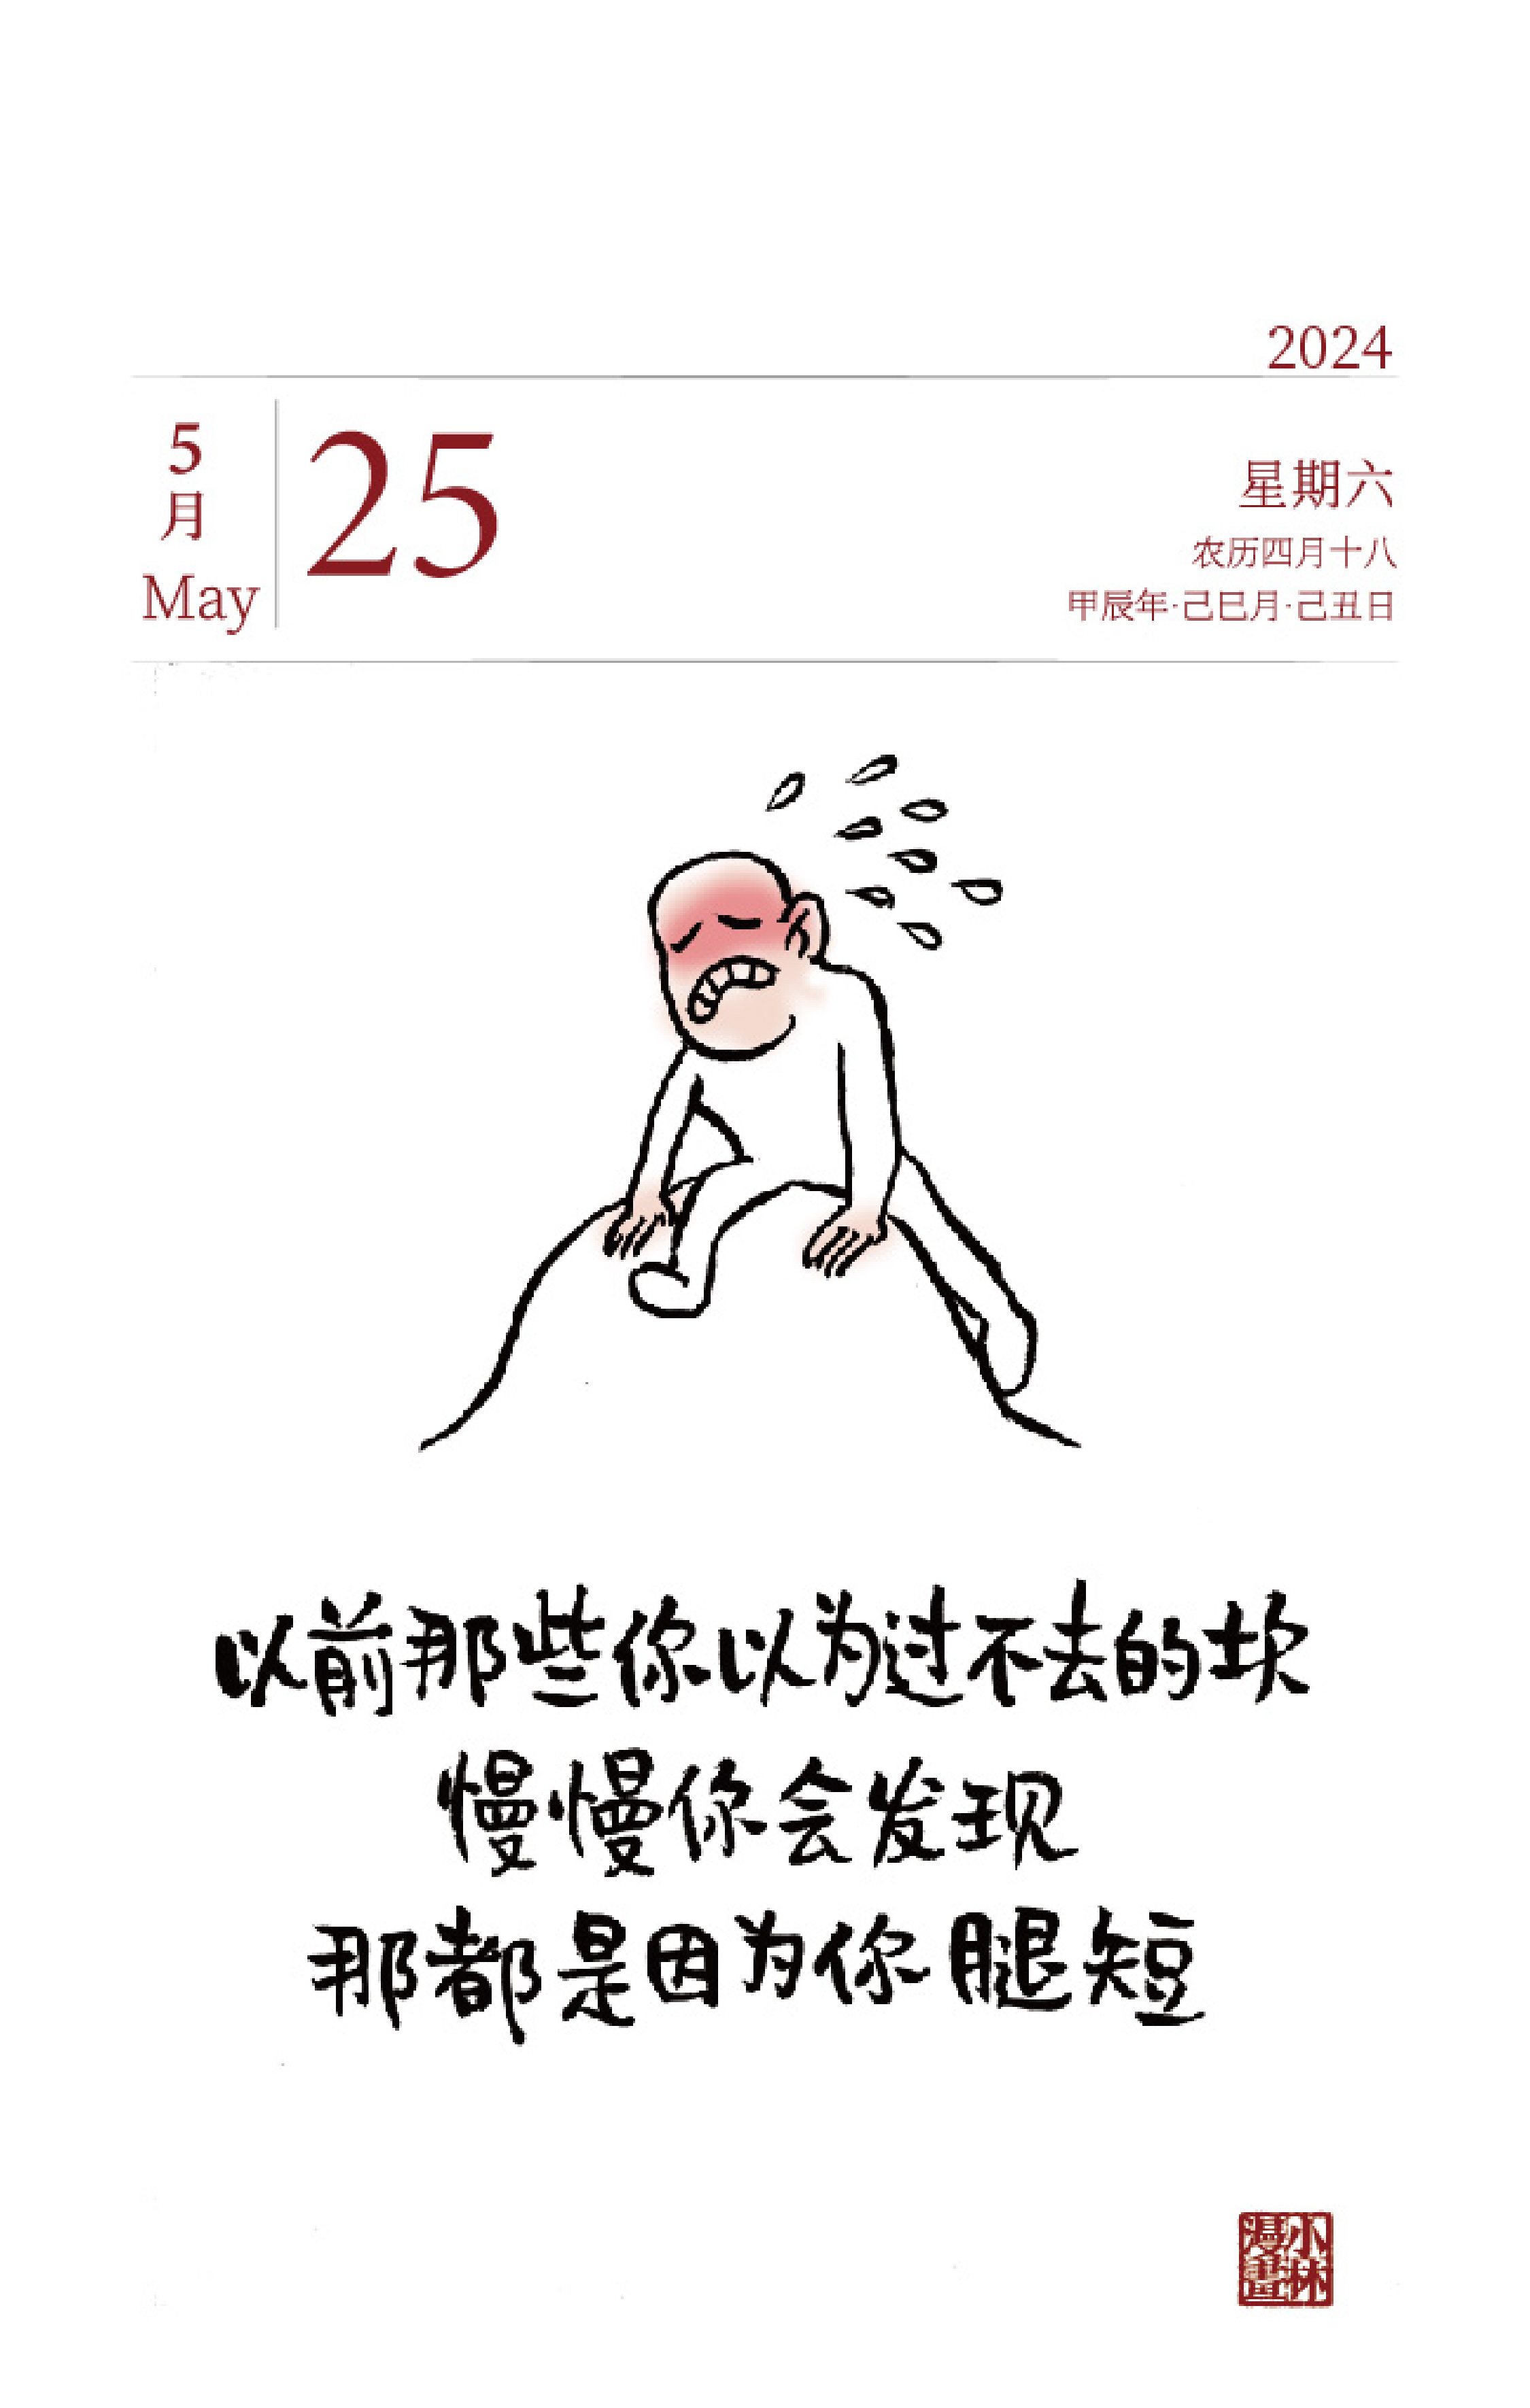 2024
5
月
May
25
星期六
农历四月十八
甲辰年·己巳月·己丑日
以前那些你以为过不去的坎
慢慢你会发现
那都是因为你腿短
小林
漫畫